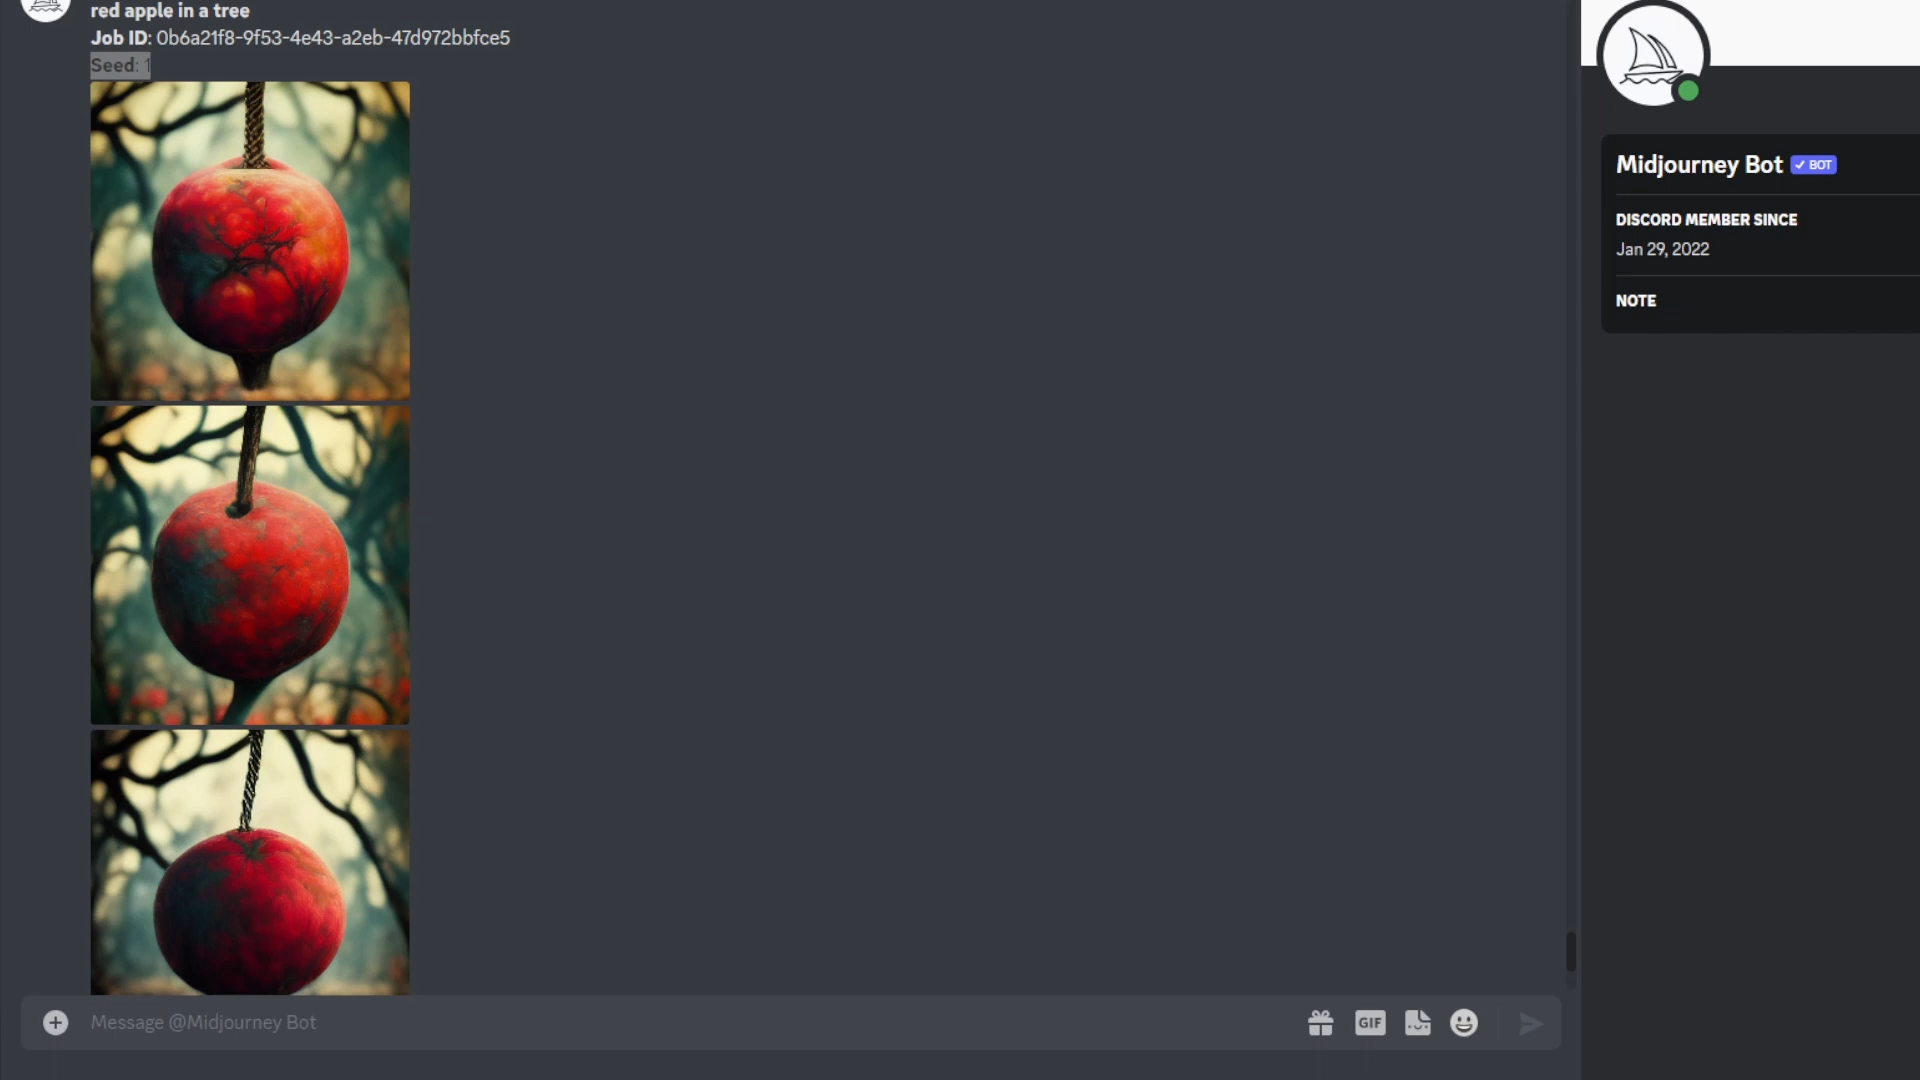 red apple in a tree
Job ID: 0b6a21f8-9f53-4e43-a2eb-47d972bbfce5
Seed: 1
Message @Midjourney Bot
GIF
Midjourney Bot ✓ BOT
DISCORD MEMBER SINCE
Jan 29, 2022
NOTE